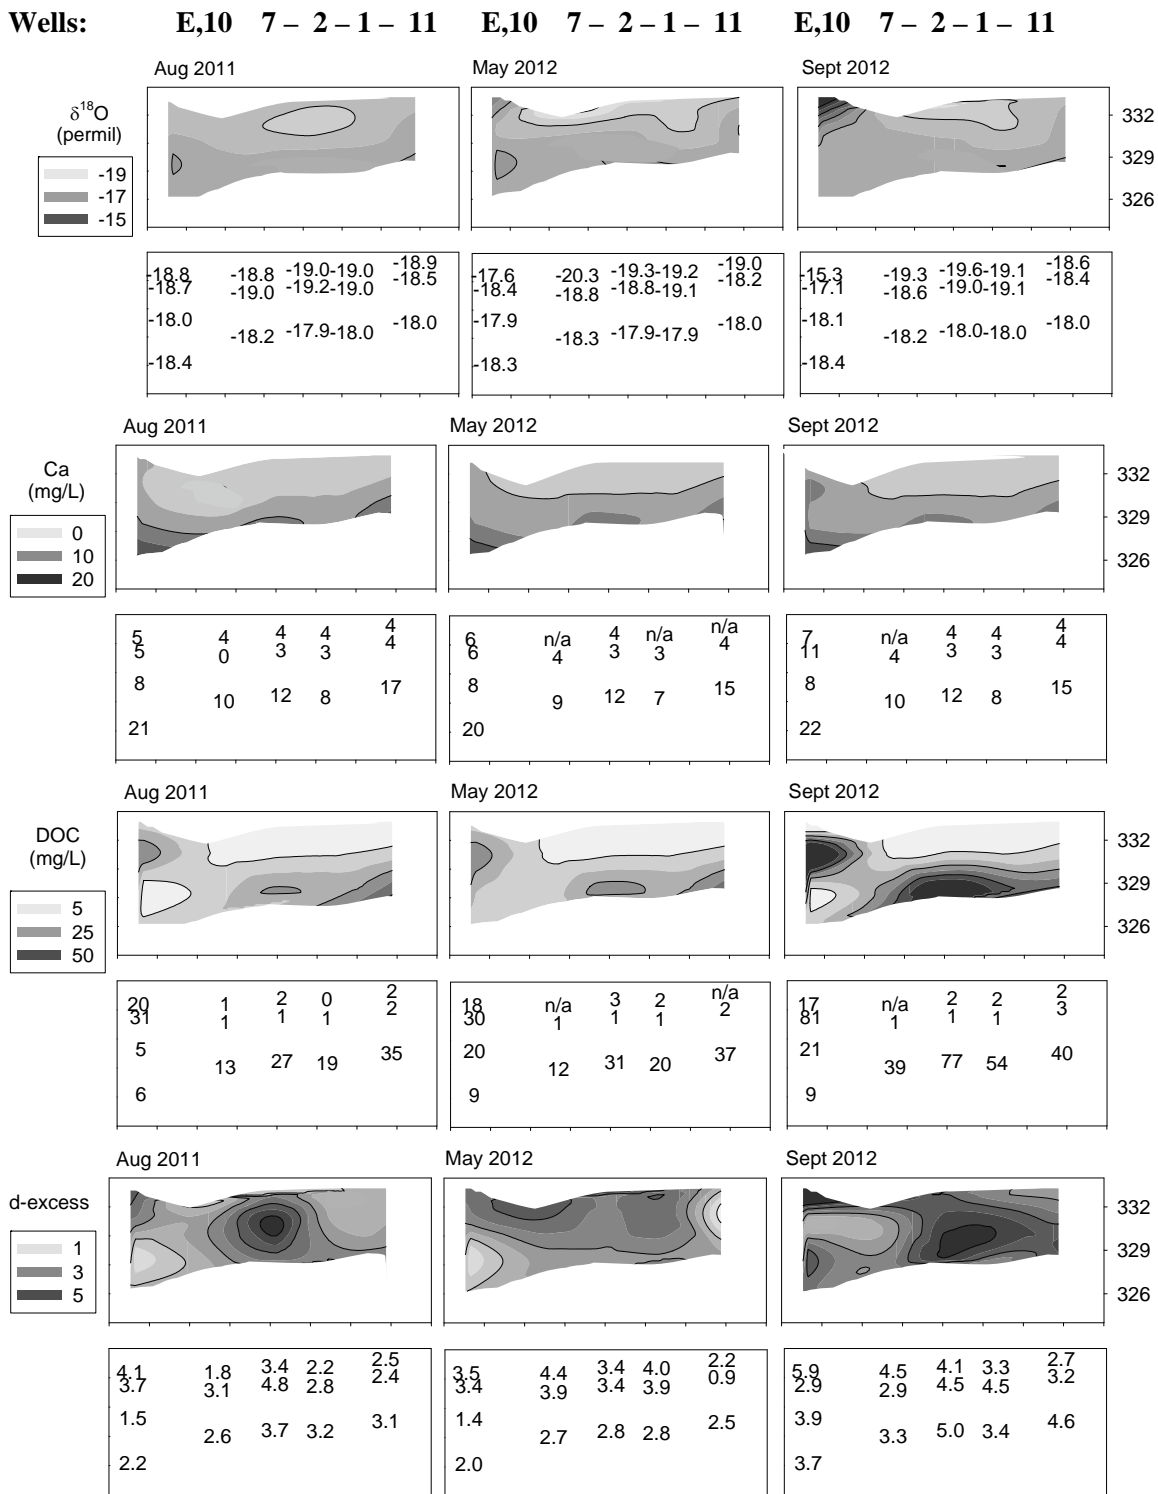 Wells: E,10 7 – 2 – 1 – 11 E,10 7 – 2 – 1 – 11 E,10 7 – 2 – 1 – 11
Aug 2011 May 2012 Sept 2012
δ18O
(permil)
-19
-17
-15
332
329
326
-18.8 -18.8 -19.0 -19.0 -18.9
-18.7 -19.0 -19.2 -19.0 -18.5
-18.0 -18.2 -17.9 -18.0 -18.0
-18.4
-17.6 -20.3 -19.3 -19.2 -19.0
-18.4 -18.8 -18.8 -19.1 -18.2
-17.9 -18.3 -17.9 -17.9 -18.0
-18.3
-15.3 -19.3 -19.6 -19.1 -18.6
-17.1 -18.6 -19.0 -19.1 -18.4
-18.1 -18.2 -18.0 -18.0 -18.0
-18.4
Aug 2011 May 2012 Sept 2012
Ca
(mg/L)
0
10
20
332
329
326
5 4 4 4 4
5 0 3 3 4
8 10 12 8 17
21
6 n/a 4 n/a n/a
6 4 3 3 4
8 9 12 7 15
20
7 n/a 4 4 4
11 4 3 3 4
8 10 12 8 15
22
Aug 2011 May 2012 Sept 2012
DOC
(mg/L)
5
25
50
332
329
326
20 1 2 0 2
31 1 1 1 2
5 13 27 19 35
6
18 n/a 3 2 n/a
30 1 1 1 2
20 12 31 20 37
9
17 n/a 2 2 2
81 1 1 1 3
21 39 77 54 40
9
Aug 2011 May 2012 Sept 2012
d-excess
1
3
5
332
329
326
4.1 1.8 3.4 2.2 2.5
3.7 3.1 4.8 2.8 2.4
1.5 2.6 3.7 3.2 3.1
2.2
3.5 4.4 3.4 4.0 2.2
3.4 3.9 3.4 3.9 0.9
1.4 2.7 2.8 2.8 2.5
2.0
5.9 4.5 4.1 3.3 2.7
2.9 2.9 4.5 4.5 3.2
3.9 3.3 5.0 3.4 4.6
3.7